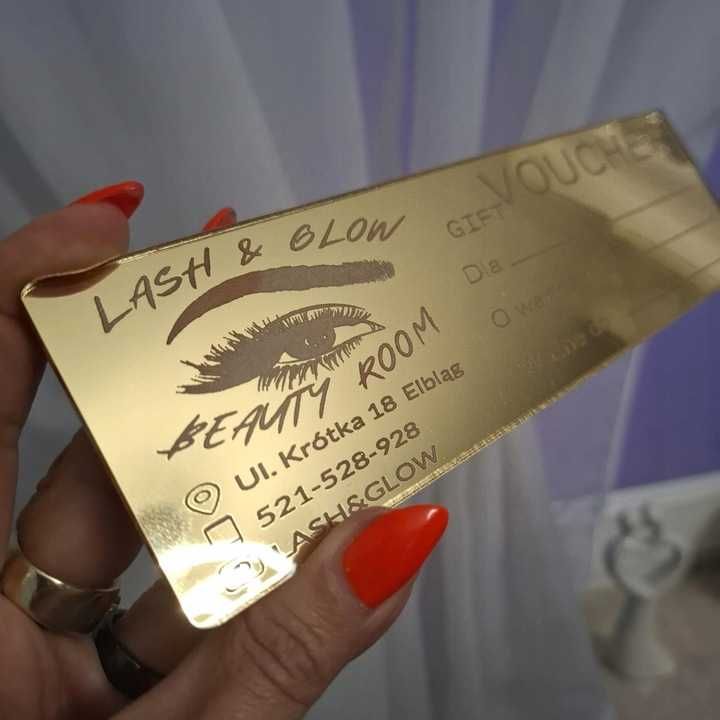 LASH & GLOW
BEAUTY ROOM
Ul. Krótka 18 Elbląg
521-528-928
LASH&GLOW
GIFT VOUCHER
Dla
O